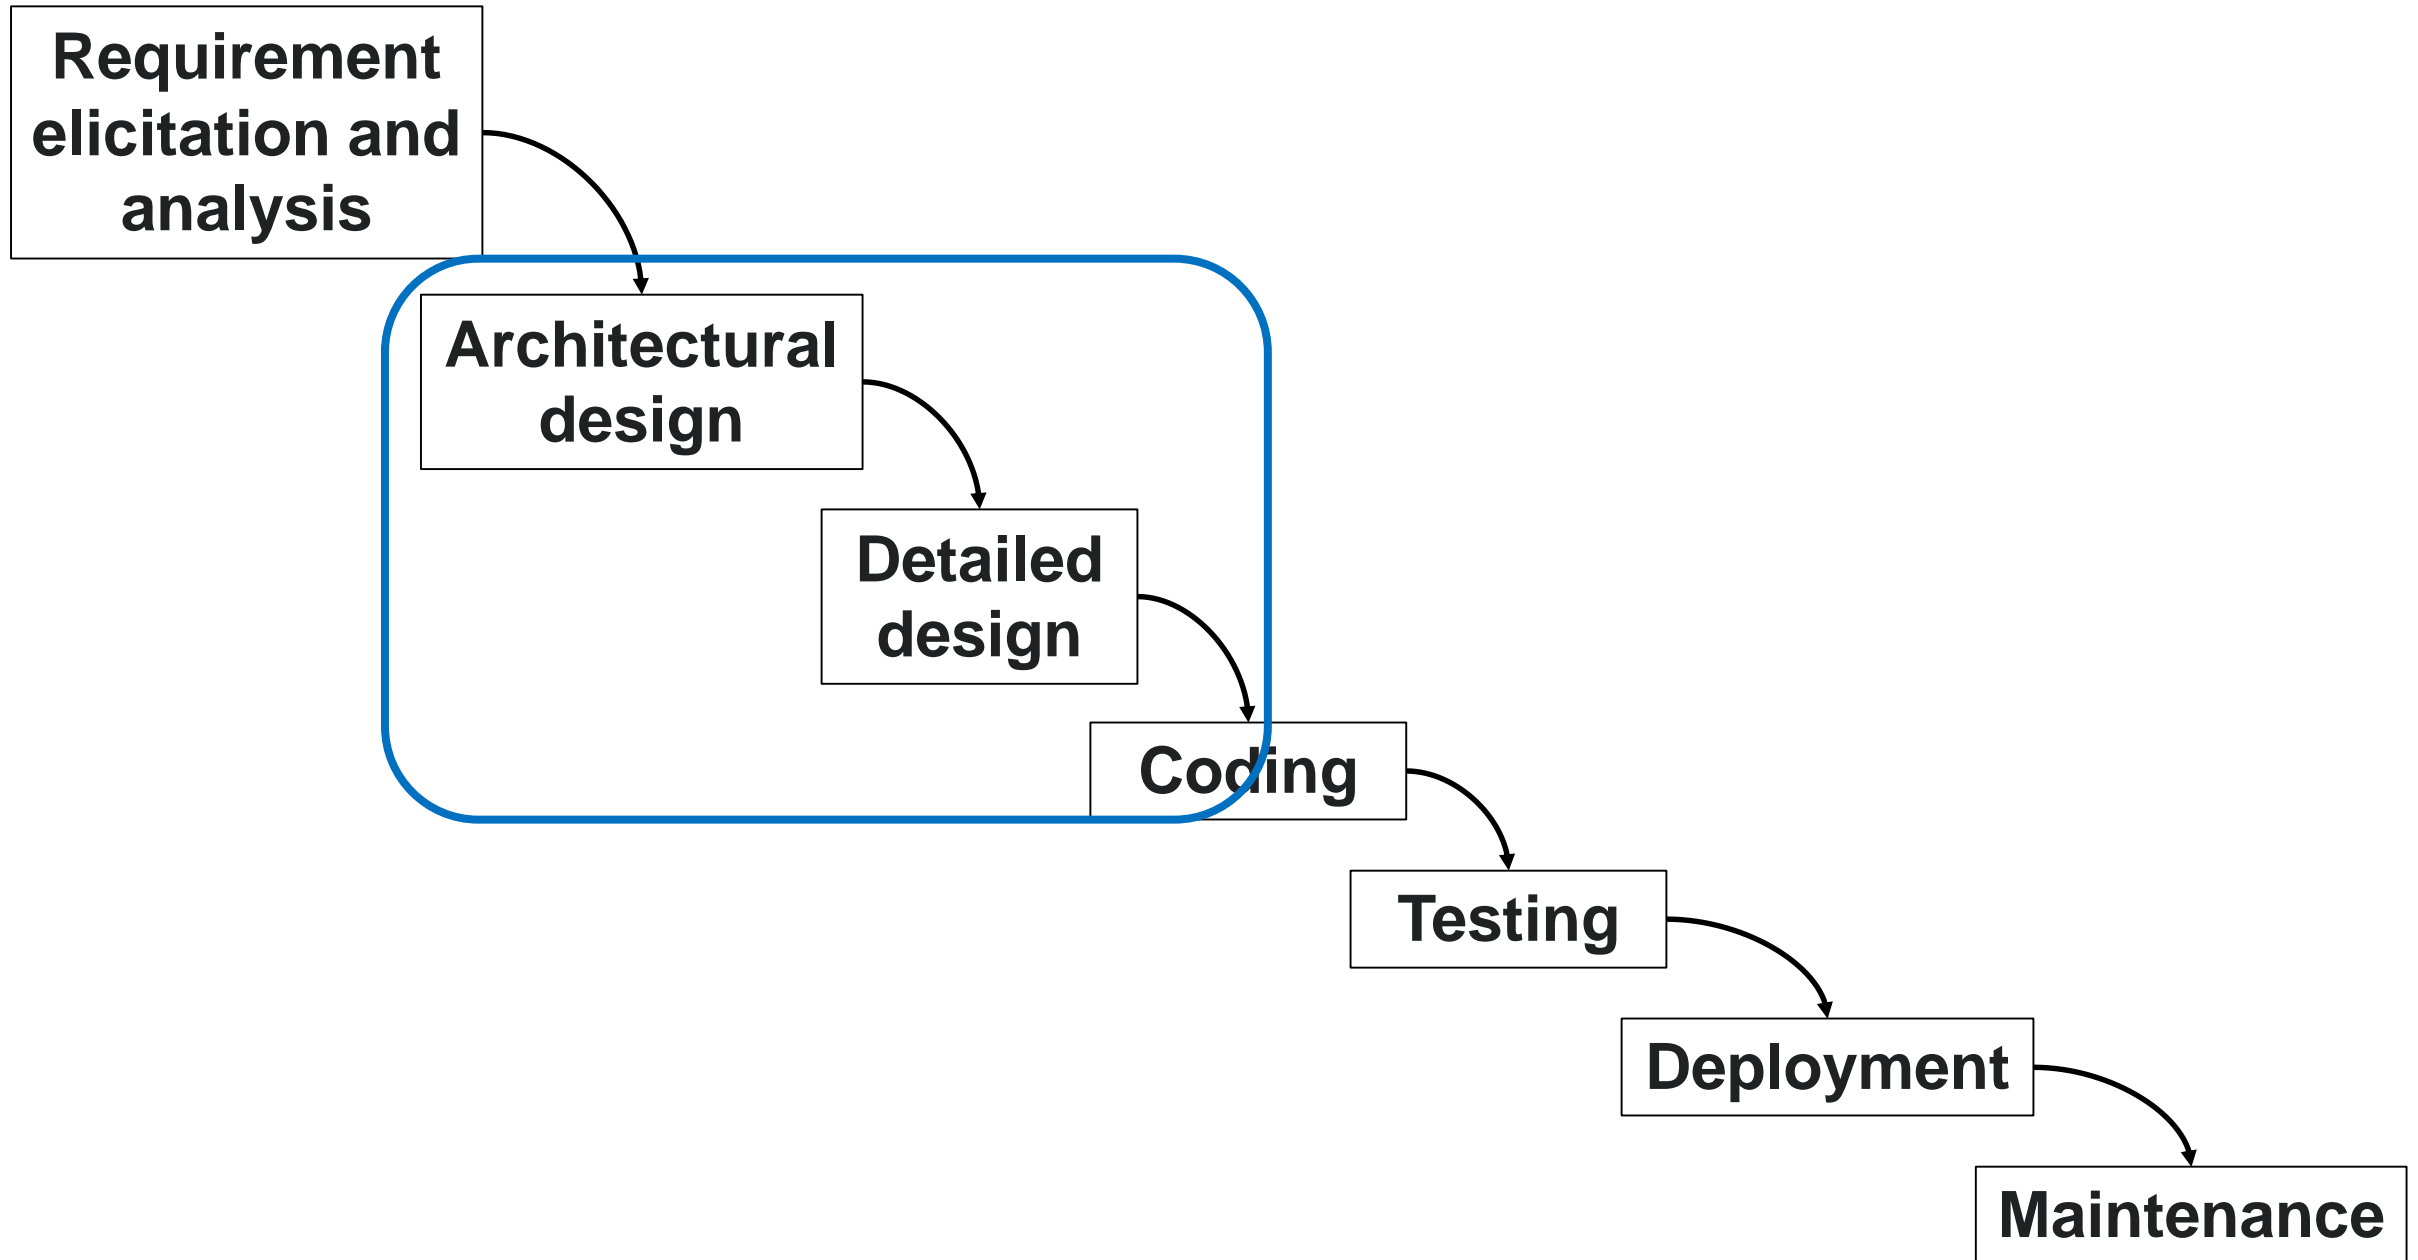 Requirement
elicitation and
analysis
Architectural
design
Detailed
design
Coding
Testing
Deployment
Maintenance